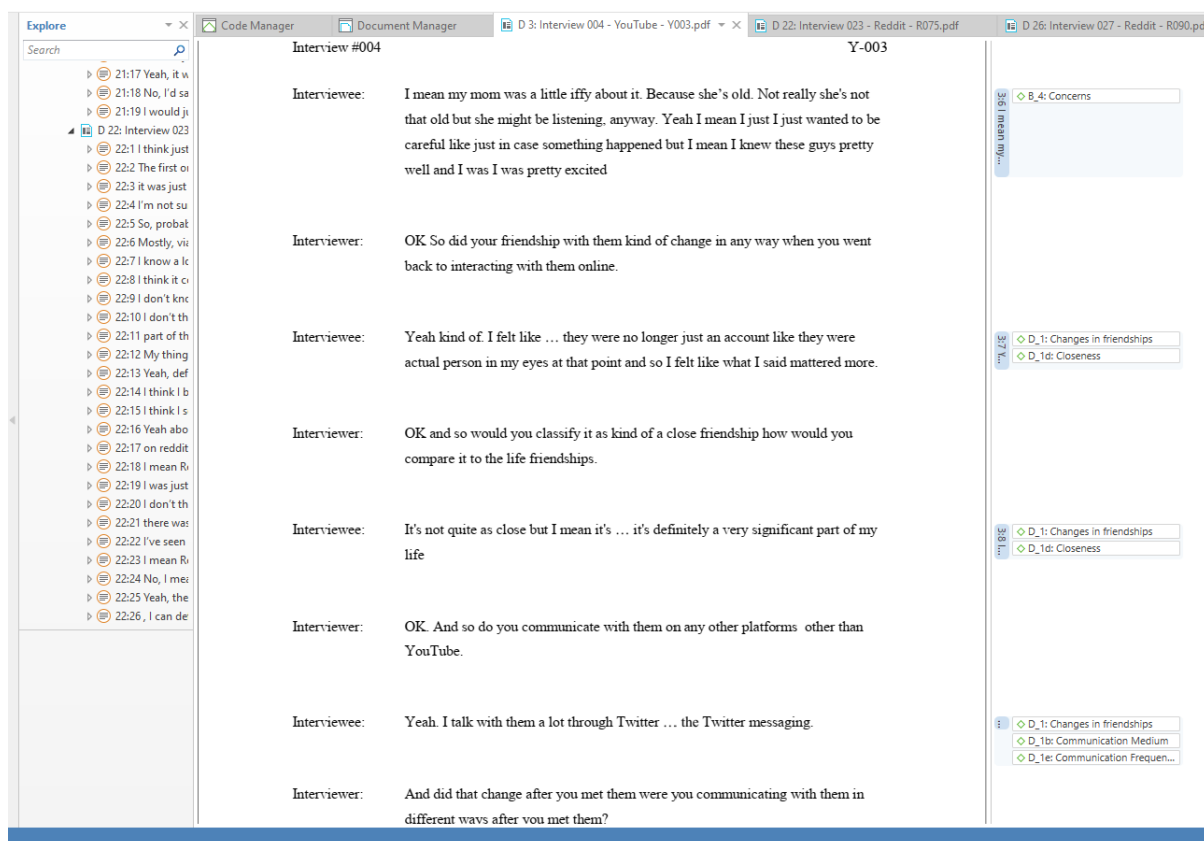 Explore
Code Manager
Document Manager
D 3: Interview 004 - YouTube - Y003.pdf
D 22: Interview 023 - Reddit - R075.pdf
D 26: Interview 027 - Reddit - R090.pd
Search
21:17 Yeah, it w
21:18 No, I'd sa
21:19 I would ju
D 22: Interview 023
22:1 I think just
22:2 The first or
22:3 it was just
22:4 I'm not su
22:5 So, probab
22:6 Mostly, via
22:7 I know a lo
22:8 I think it co
22:9 I don't kno
22:10 I don't th
22:11 part of th
22:12 My thing
22:13 Yeah, def
22:14 I think I b
22:15 I think I s
22:16 Yeah abo
22:17 on reddit
22:18 I mean Re
22:19 I was just
22:20 I don't th
22:21 there was
22:22 I've seen
22:23 I mean Re
22:24 No, I mea
22:25 Yeah, the
22:26 , I can de
Interview #004 Y-003
Interviewee: I mean my mom was a little iffy about it. Because she's old. Not really she's not
that old but she might be listening, anyway. Yeah I mean I just I just wanted to be
careful like just in case something happened but I mean I knew these guys pretty
well and I was I was pretty excited
Interviewer: OK So did your friendship with them kind of change in any way when you went
back to interacting with them online.
Interviewee: Yeah kind of. I felt like … they were no longer just an account like they were
actual person in my eyes at that point and so I felt like what I said mattered more.
Interviewer: OK and so would you classify it as kind of a close friendship how would you
compare it to the life friendships.
Interviewee: It's not quite as close but I mean it's … it's definitely a very significant part of my
life
Interviewer: OK. And so do you communicate with them on any other platforms other than
YouTube.
Interviewee: Yeah. I talk with them a lot through Twitter … the Twitter messaging.
Interviewer: And did that change after you met them were you communicating with them in
different ways after you met them?
3:6 I mean my...
B_4: Concerns
3:7 Y...
D_1: Changes in friendships
D_1d: Closeness
3:8 I...
D_1: Changes in friendships
D_1d: Closeness
D_1: Changes in friendships
D_1b: Communication Medium
D_1e: Communication Frequen...